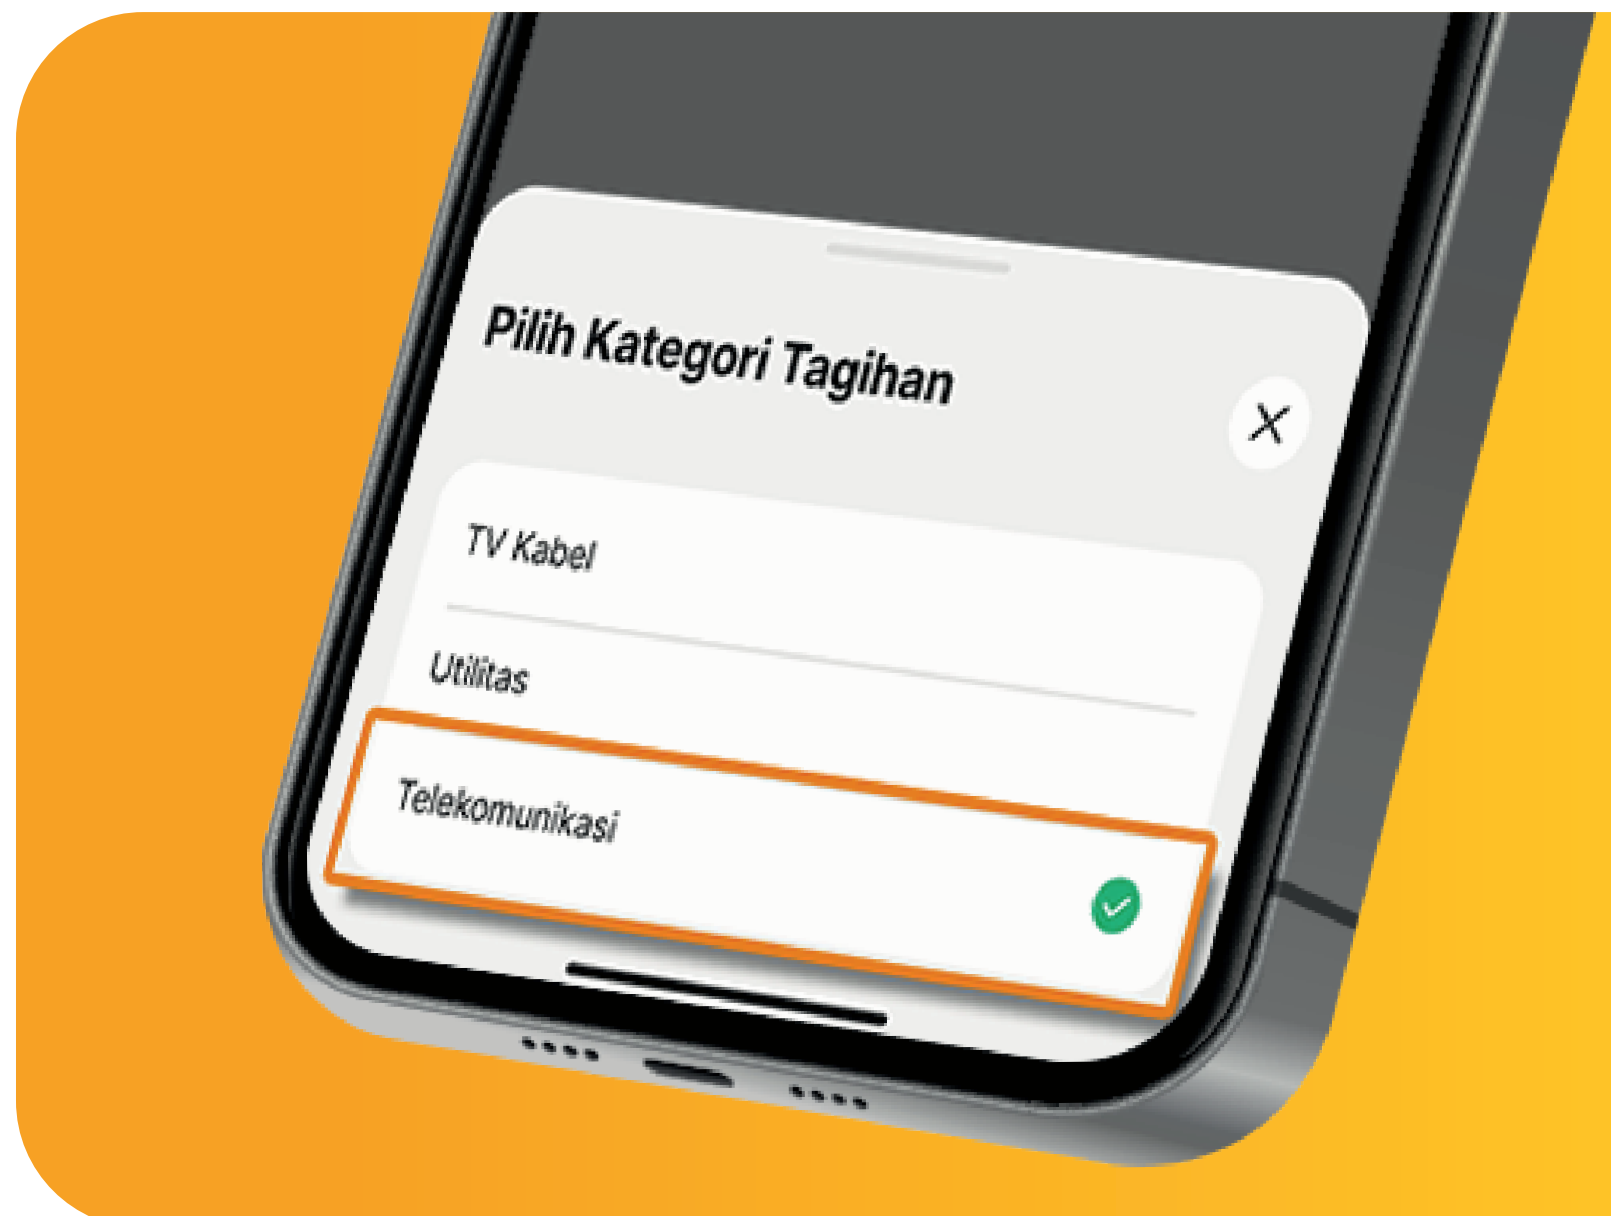 Pilih Kategori Tagihan
TV Kabel
Utilitas
Telekomunikasi